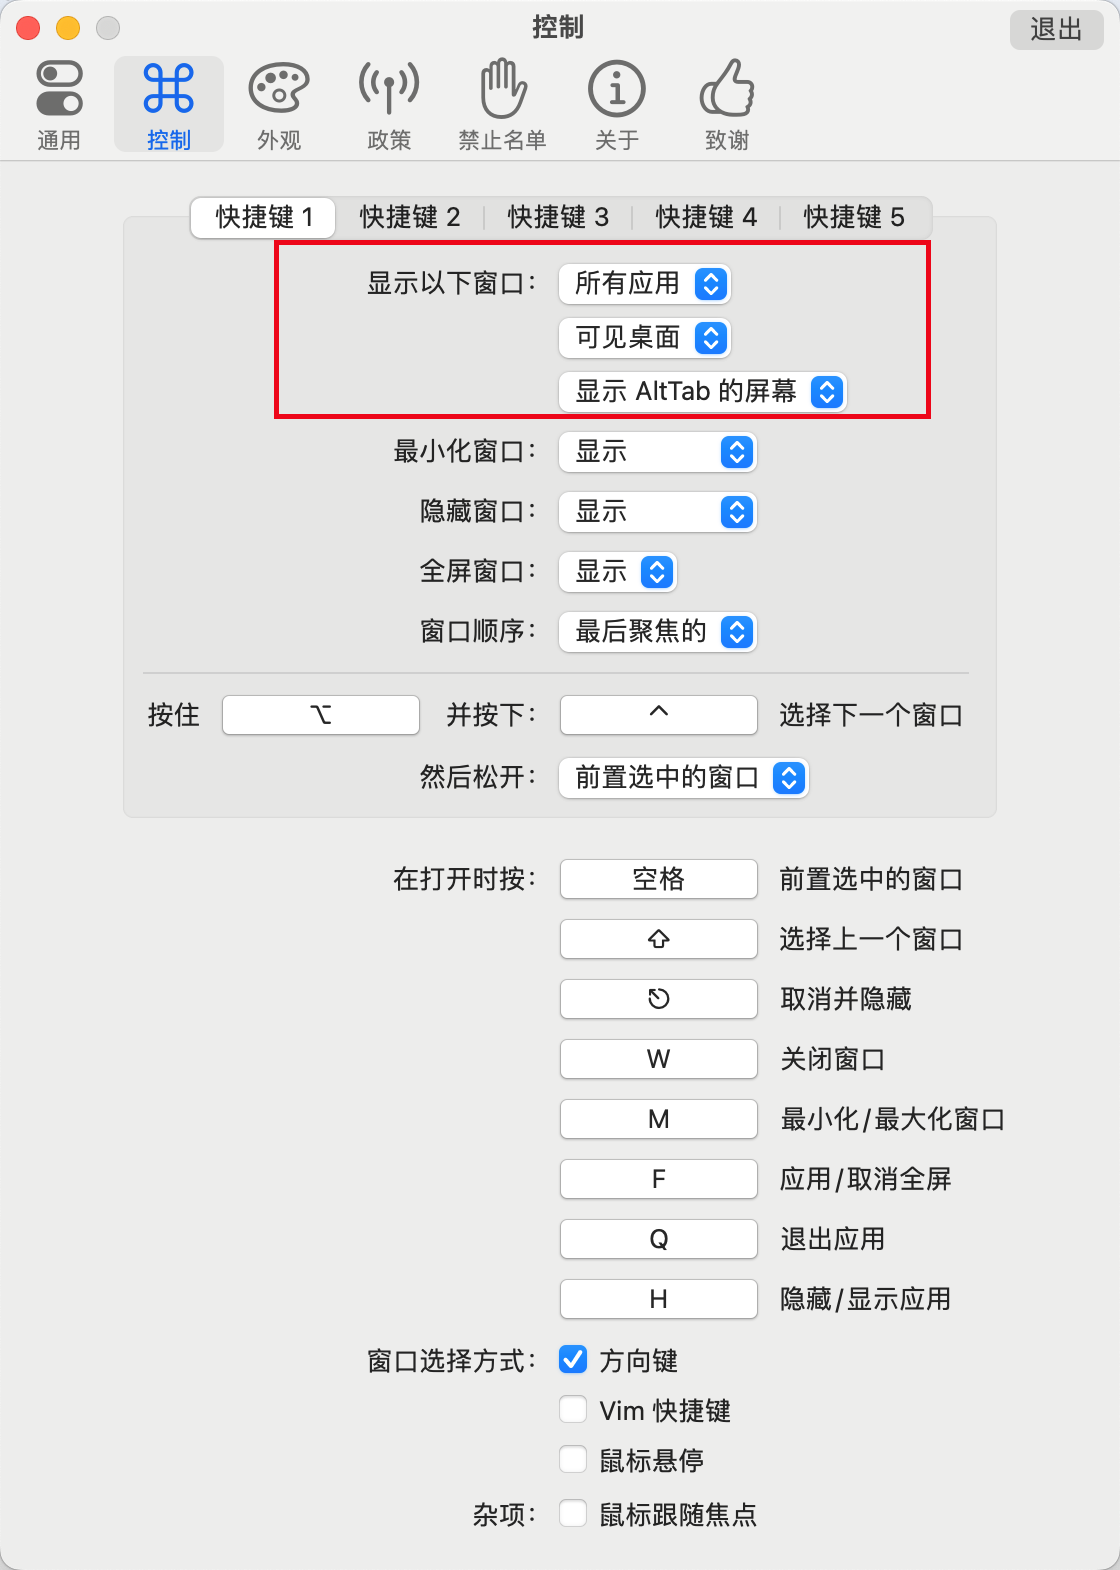 控制
退出
通用 控制 外观 政策 禁止名单 关于 致谢
快捷键 1 快捷键 2 快捷键 3 快捷键 4 快捷键 5
显示以下窗口： 所有应用
可见桌面
显示 AltTab 的屏幕
最小化窗口： 显示
隐藏窗口： 显示
全屏窗口： 显示
窗口顺序： 最后聚焦的
按住 ⌥ 并按下： ^ 选择下一个窗口
然后松开： 前置选中的窗口
在打开时按： 空格 前置选中的窗口
⇧ 选择上一个窗口
⎋ 取消并隐藏
W 关闭窗口
M 最小化/最大化窗口
F 应用/取消全屏
Q 退出应用
H 隐藏/显示应用
窗口选择方式： 方向键
Vim 快捷键
鼠标悬停
杂项： 鼠标跟随焦点